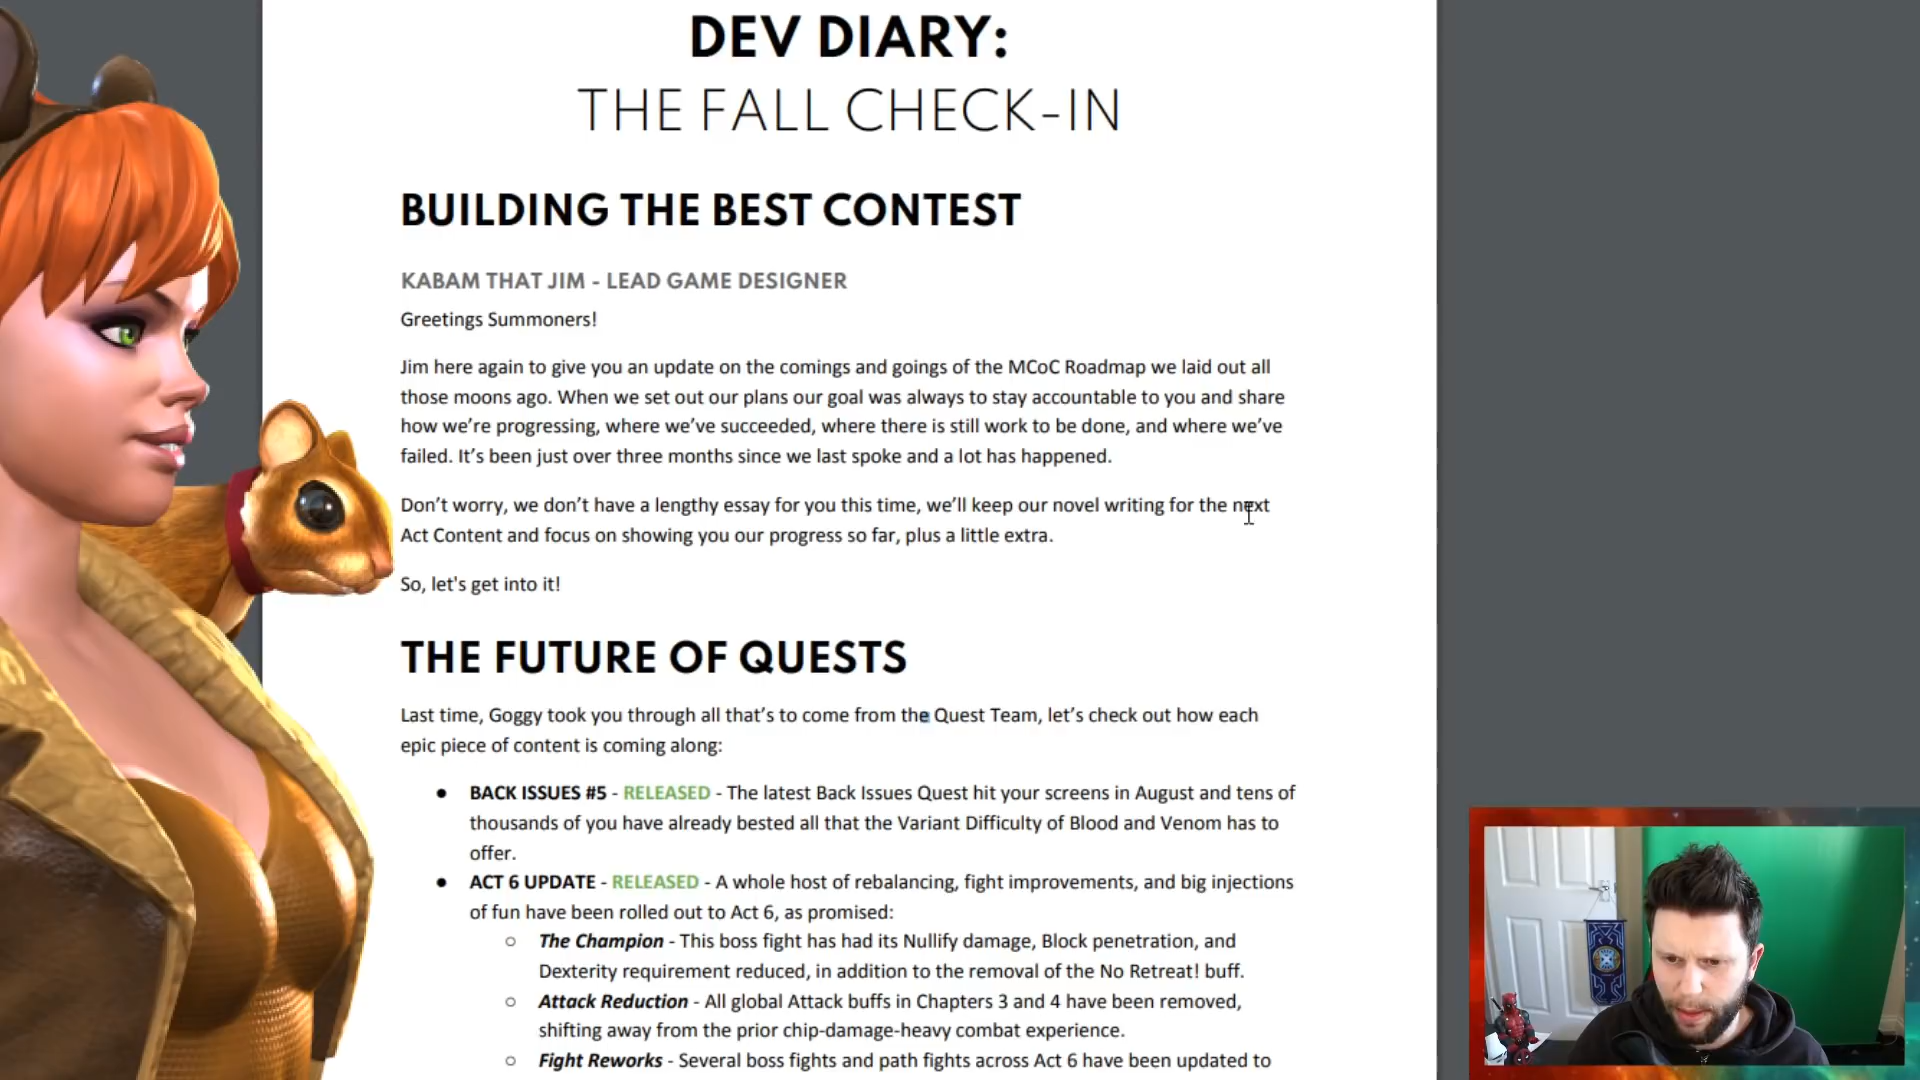 DEV DIARY:
THE FALL CHECK-IN
BUILDING THE BEST CONTEST
KABAM THAT JIM - LEAD GAME DESIGNER
Greetings Summoners!
Jim here again to give you an update on the comings and goings of the MCoC Roadmap we laid out all
those moons ago. When we set out our plans our goal was always to stay accountable to you and share
how we’re progressing, where we’ve succeeded, where there is still work to be done, and where we’ve
failed. It’s been just over three months since we last spoke and a lot has happened.
Don’t worry, we don’t have a lengthy essay for you this time, we’ll keep our novel writing for the next
Act Content and focus on showing you our progress so far, plus a little extra.
So, let's get into it!
THE FUTURE OF QUESTS
Last time, Goggy took you through all that’s to come from the Quest Team, let’s check out how each
epic piece of content is coming along:
● BACK ISSUES #5 - RELEASED - The latest Back Issues Quest hit your screens in August and tens of
thousands of you have already bested all that the Variant Difficulty of Blood and Venom has to
offer.
● ACT 6 UPDATE - RELEASED - A whole host of rebalancing, fight improvements, and big injections
of fun have been rolled out to Act 6, as promised:
○ The Champion - This boss fight has had its Nullify damage, Block penetration, and
Dexterity requirement reduced, in addition to the removal of the No Retreat! buff.
○ Attack Reduction - All global Attack buffs in Chapters 3 and 4 have been removed,
shifting away from the prior chip-damage-heavy combat experience.
○ Fight Reworks - Several boss fights and path fights across Act 6 have been updated to